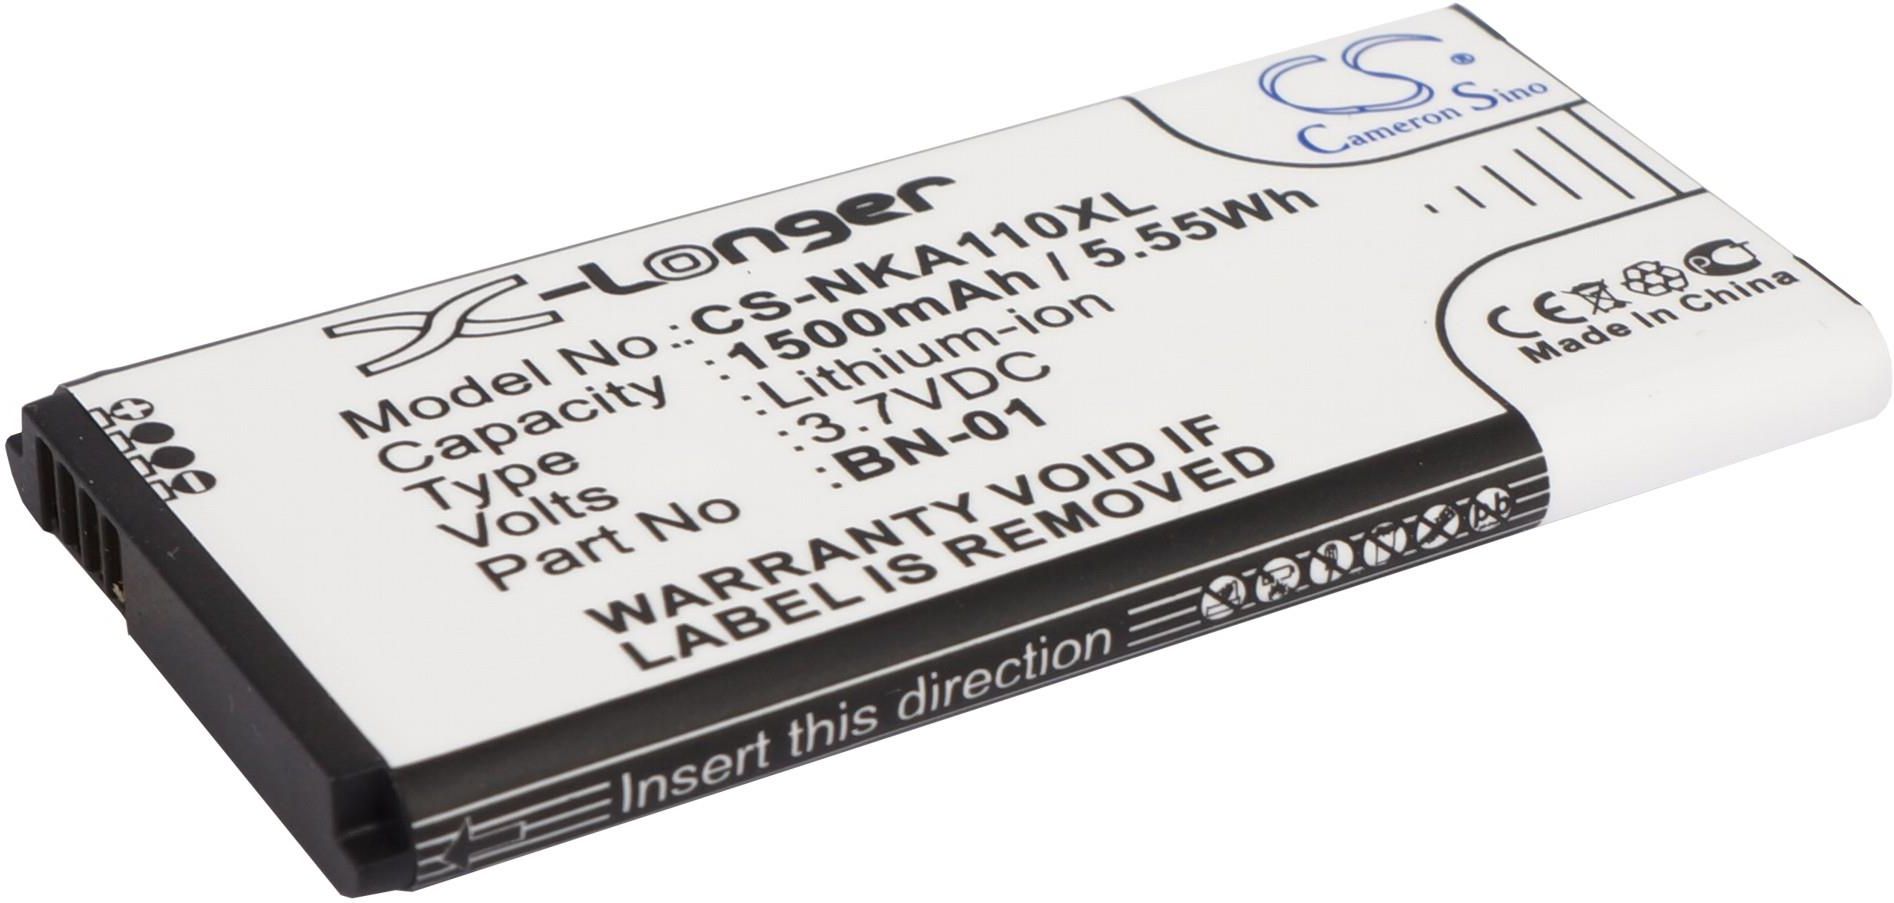 CS®
Cameron Sino
X-Longer
Model No.: CS-NKA110XL
Capacity : 1500mAh / 5.55Wh
Type : Lithium-ion
Volts : 3.7VDC
Part No : BN-01
WARRANTY VOID IF
LABEL IS REMOVED
CE
Made in China
Insert this direction